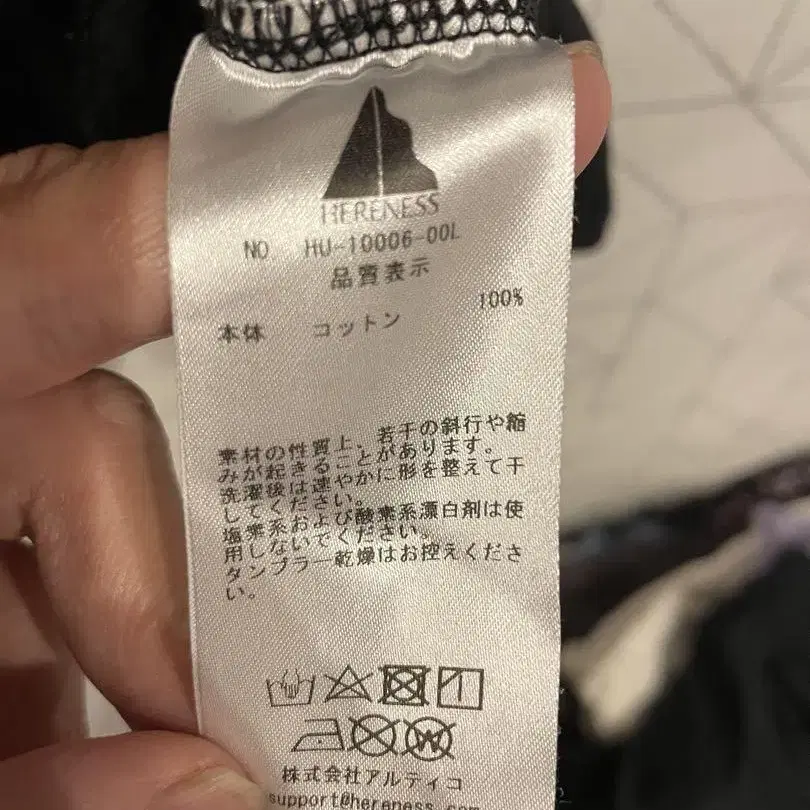 HERENESS
NO HU-10006-00L
品質表示
100%
本体 コットン
素材の性質上、若干の斜行や縮
みが起きることがあります。
洗濯後は速やかに形を整えて干
してください。
塩素系および酸素系漂白剤は使
用しないでください。
タンブラー乾燥はお控えくださ
い。
W
株式会社アルティコ
support@hereness.com